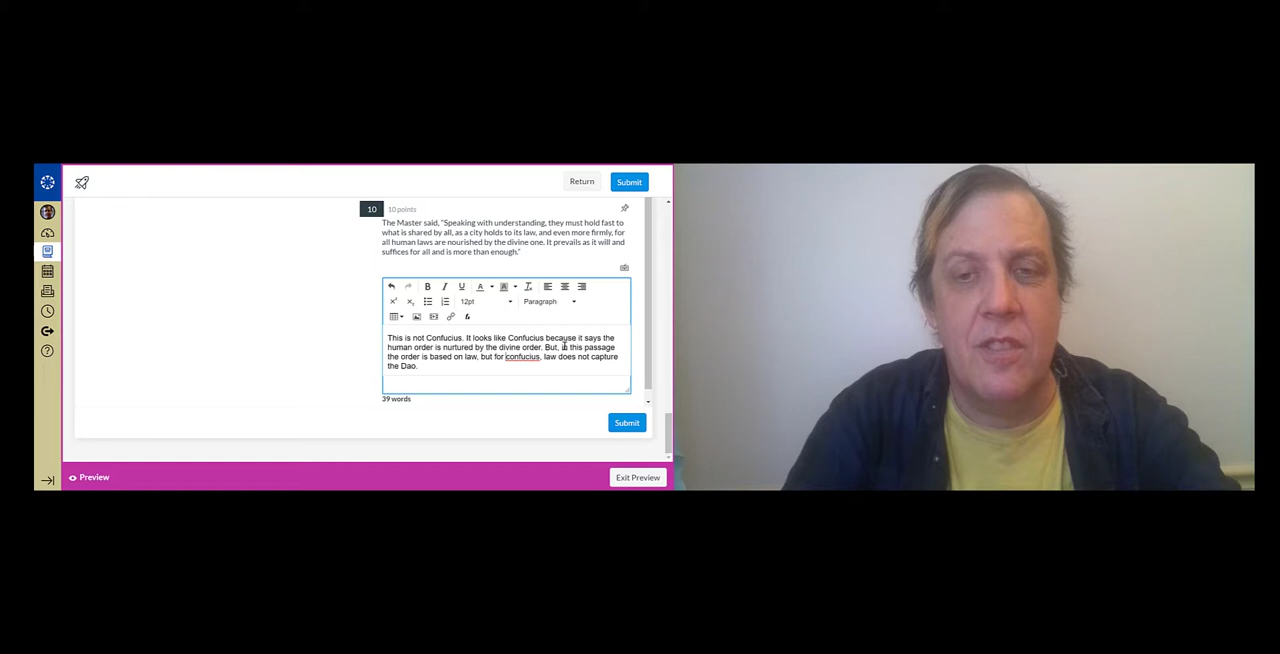 Return
Submit
10
10 points
The Master said, "Speaking with understanding, they must hold fast to
what is shared by all, as a city holds to its law, and even more firmly, for
all human laws are nourished by the divine one. It prevails as it will and
suffices for all and is more than enough."
B I U A A
12pt
Paragraph
This is not Confucius. It looks like Confucius because it says the
human order is nurtured by the divine order. But, in this passage
the order is based on law, but for confucius, law does not capture
the Dao.
39 words
Submit
Preview
Exit Preview